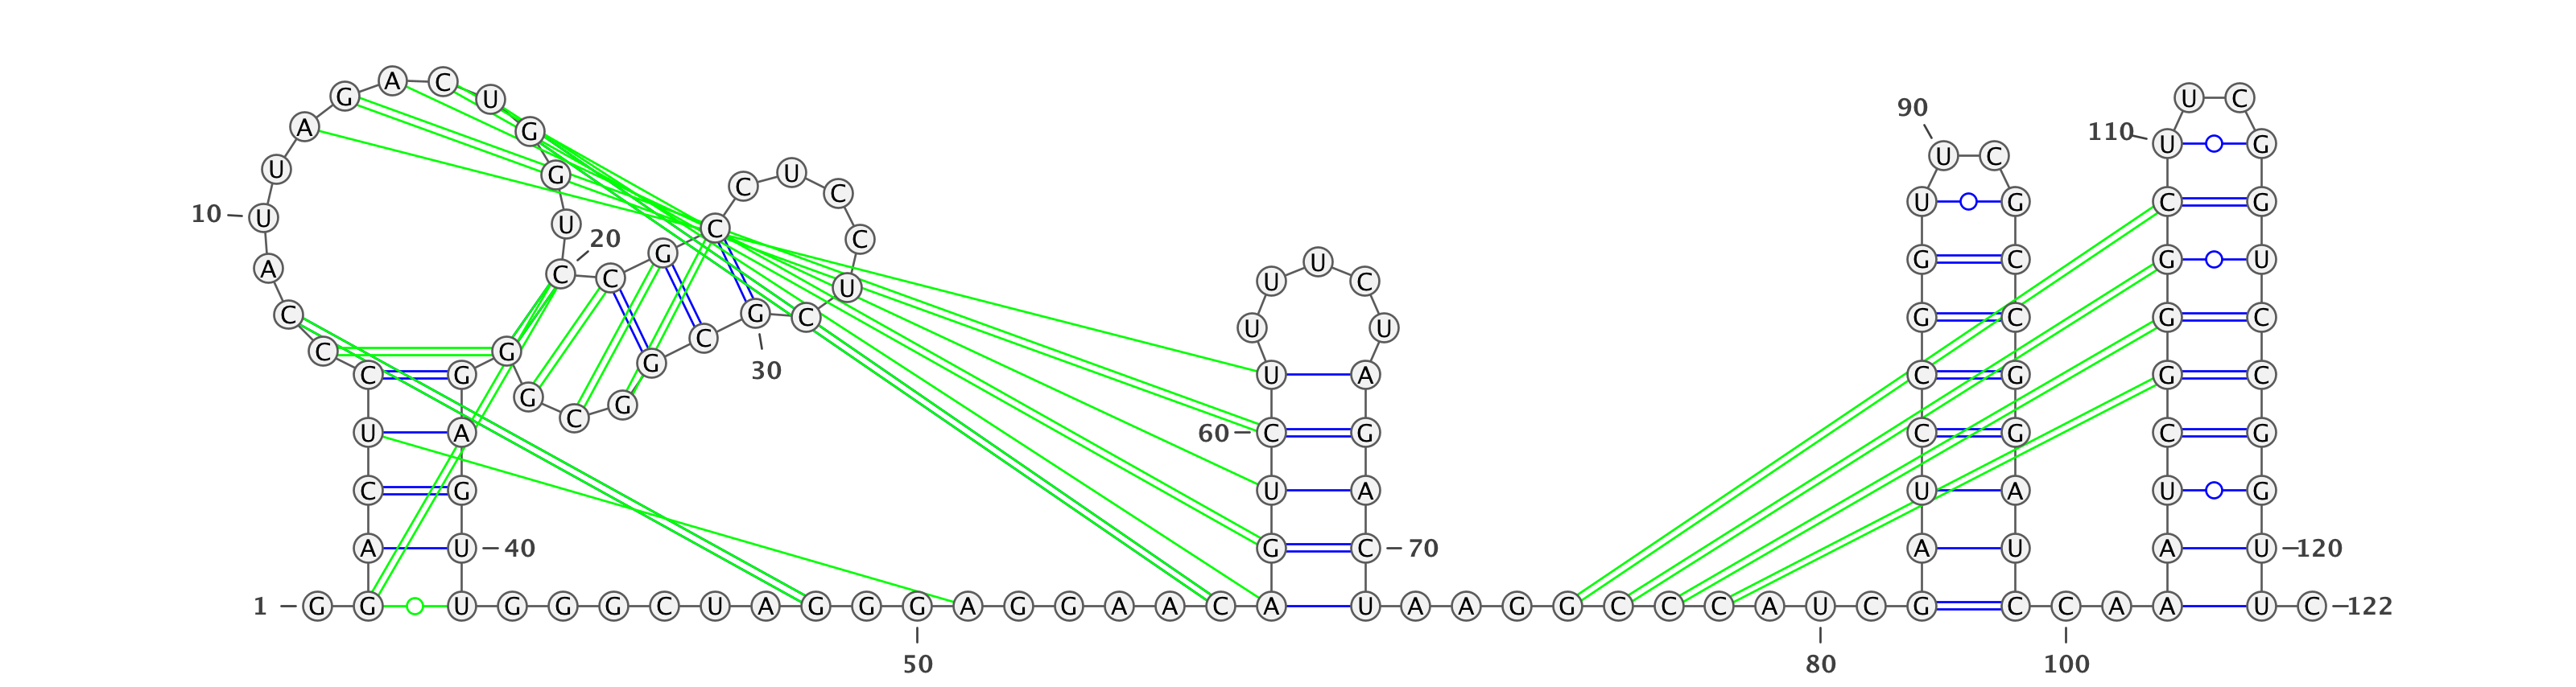 1
G G A C U C C C A U
10
U A G A C U G G U C
20
C G C C U C C U C G
30
C G G C G G G A G U
40
U G G G C U A G G G
50
A G G A A C A G U C
60
U U U U C U A G A C
70
U A A G G C C C A U
80
C G A U C C G G U U
90
C G C C G G A U C C
100
A A A U C G G G C U
110
U C G G U C C G G U
120
U C
122